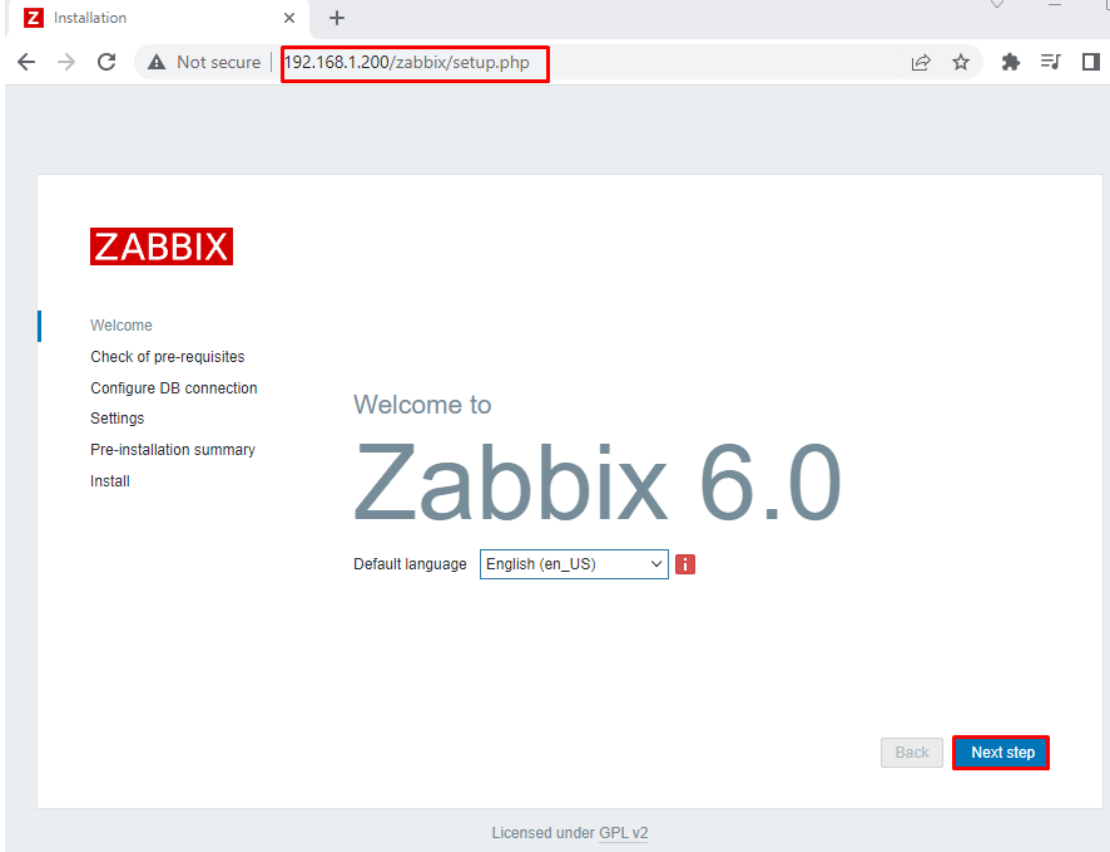 Z Installation
Not secure 192.168.1.200/zabbix/setup.php
ZABBIX
Welcome
Check of pre-requisites
Configure DB connection
Settings
Pre-installation summary
Install
Welcome to
Zabbix 6.0
Default language English (en_US) i
Back Next step
Licensed under GPL v2